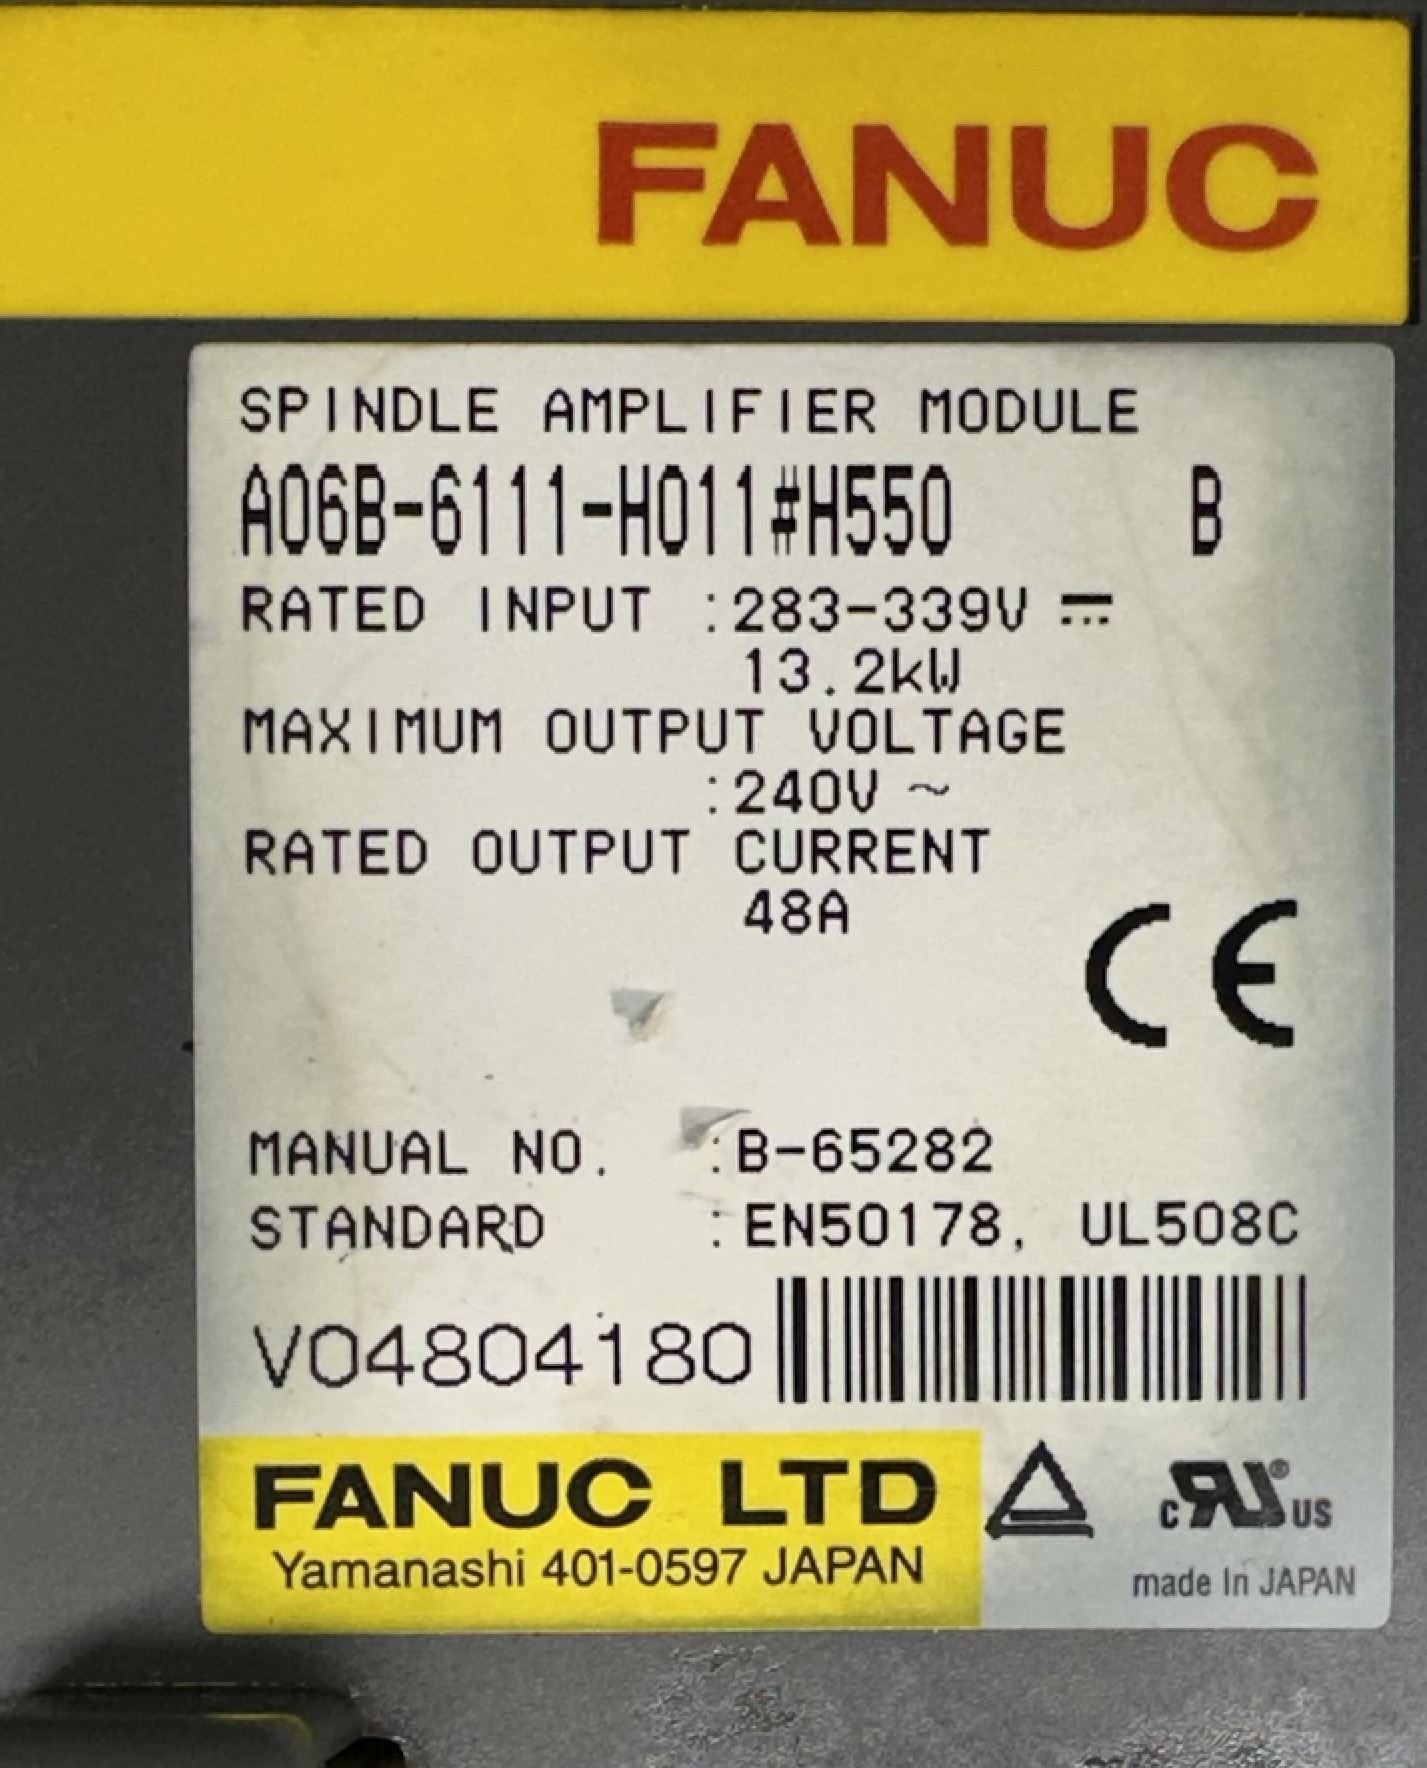 FANUC
SPINDLE AMPLIFIER MODULE
A06B-6111-H011#H550 B
RATED INPUT :283-339V ⎓
13.2kW
MAXIMUM OUTPUT VOLTAGE
:240V ~
RATED OUTPUT CURRENT
48A
CE
MANUAL NO. :B-65282
STANDARD :EN50178, UL508C
V04804180
FANUC LTD
Yamanashi 401-0597 JAPAN
c RU ® US
made In JAPAN